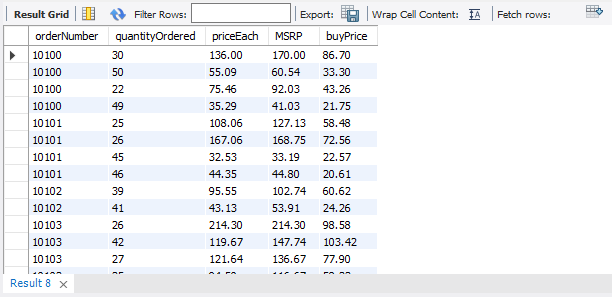 Result Grid Filter Rows: Export: Wrap Cell Content: Fetch rows:
orderNumber quantityOrdered priceEach MSRP buyPrice
10100 30 136.00 170.00 86.70
10100 50 55.09 60.54 33.30
10100 22 75.46 92.03 43.26
10100 49 35.29 41.03 21.75
10101 25 108.06 127.13 58.48
10101 26 167.06 168.75 72.56
10101 45 32.53 33.19 22.57
10101 46 44.35 44.80 20.61
10102 39 95.55 102.74 60.62
10102 41 43.13 53.91 24.26
10103 26 214.30 214.30 98.58
10103 42 119.67 147.74 103.42
10103 27 121.64 136.67 77.90
Result 8